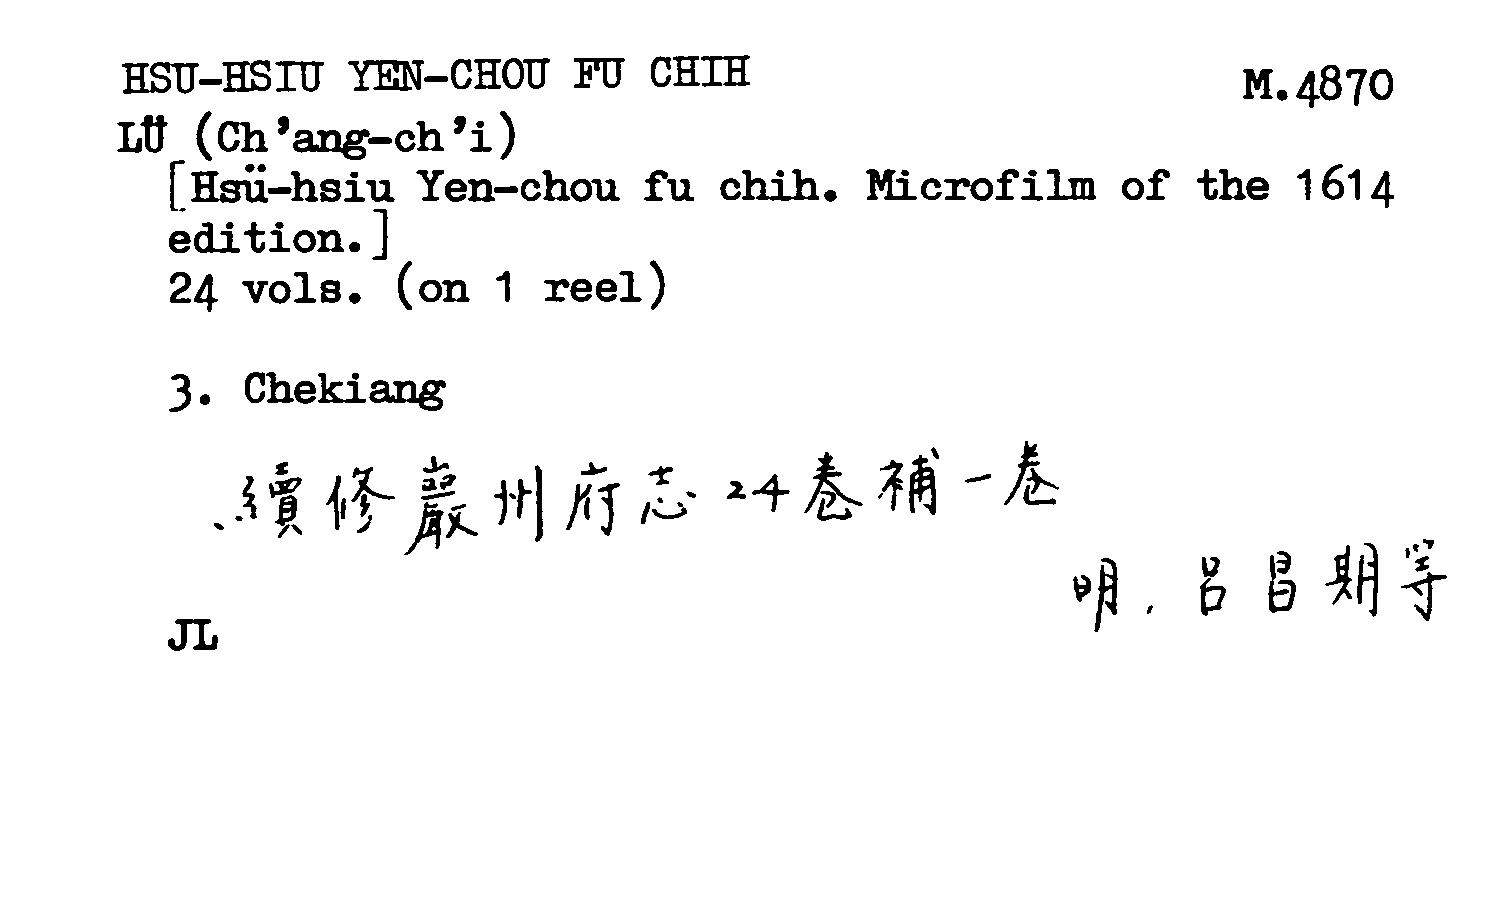 HSU-HSIU YEN-CHOU FU CHIH
M.4870
LÜ (Ch'ang-ch'i)
[Hsü-hsiu Yen-chou fu chih. Microfilm of the 1614
edition.]
24 vols. (on 1 reel)
3. Chekiang
續修嚴州府志24卷補一卷
明, 呂昌期等
JL